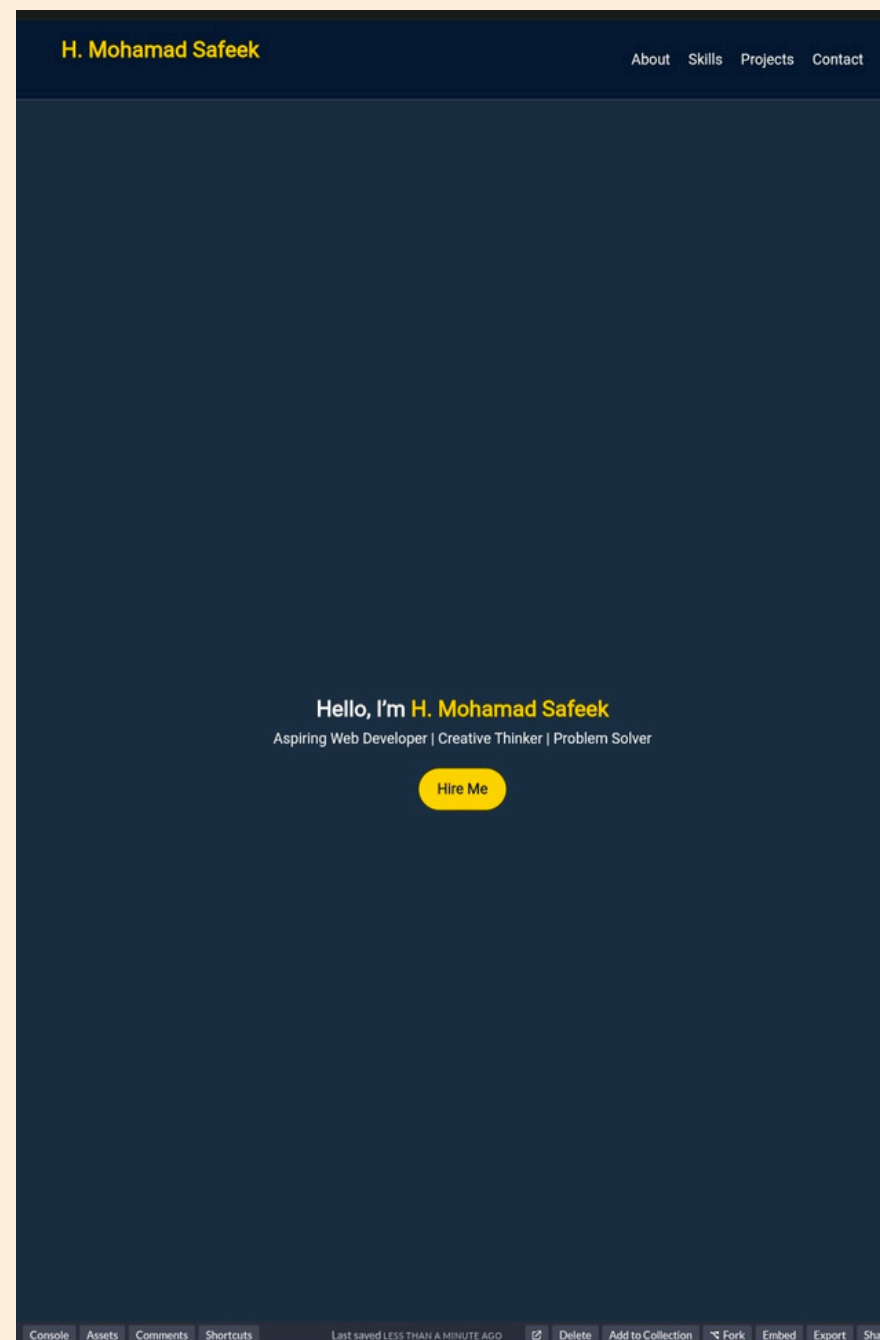 H. Mohamad Safeek
About Skills Projects Contact
Hello, I’m H. Mohamad Safeek
Aspiring Web Developer | Creative Thinker | Problem Solver
Hire Me
Console Assets Comments Shortcuts Last saved LESS THAN A MINUTE AGO Delete Add to Collection Fork Embed Export